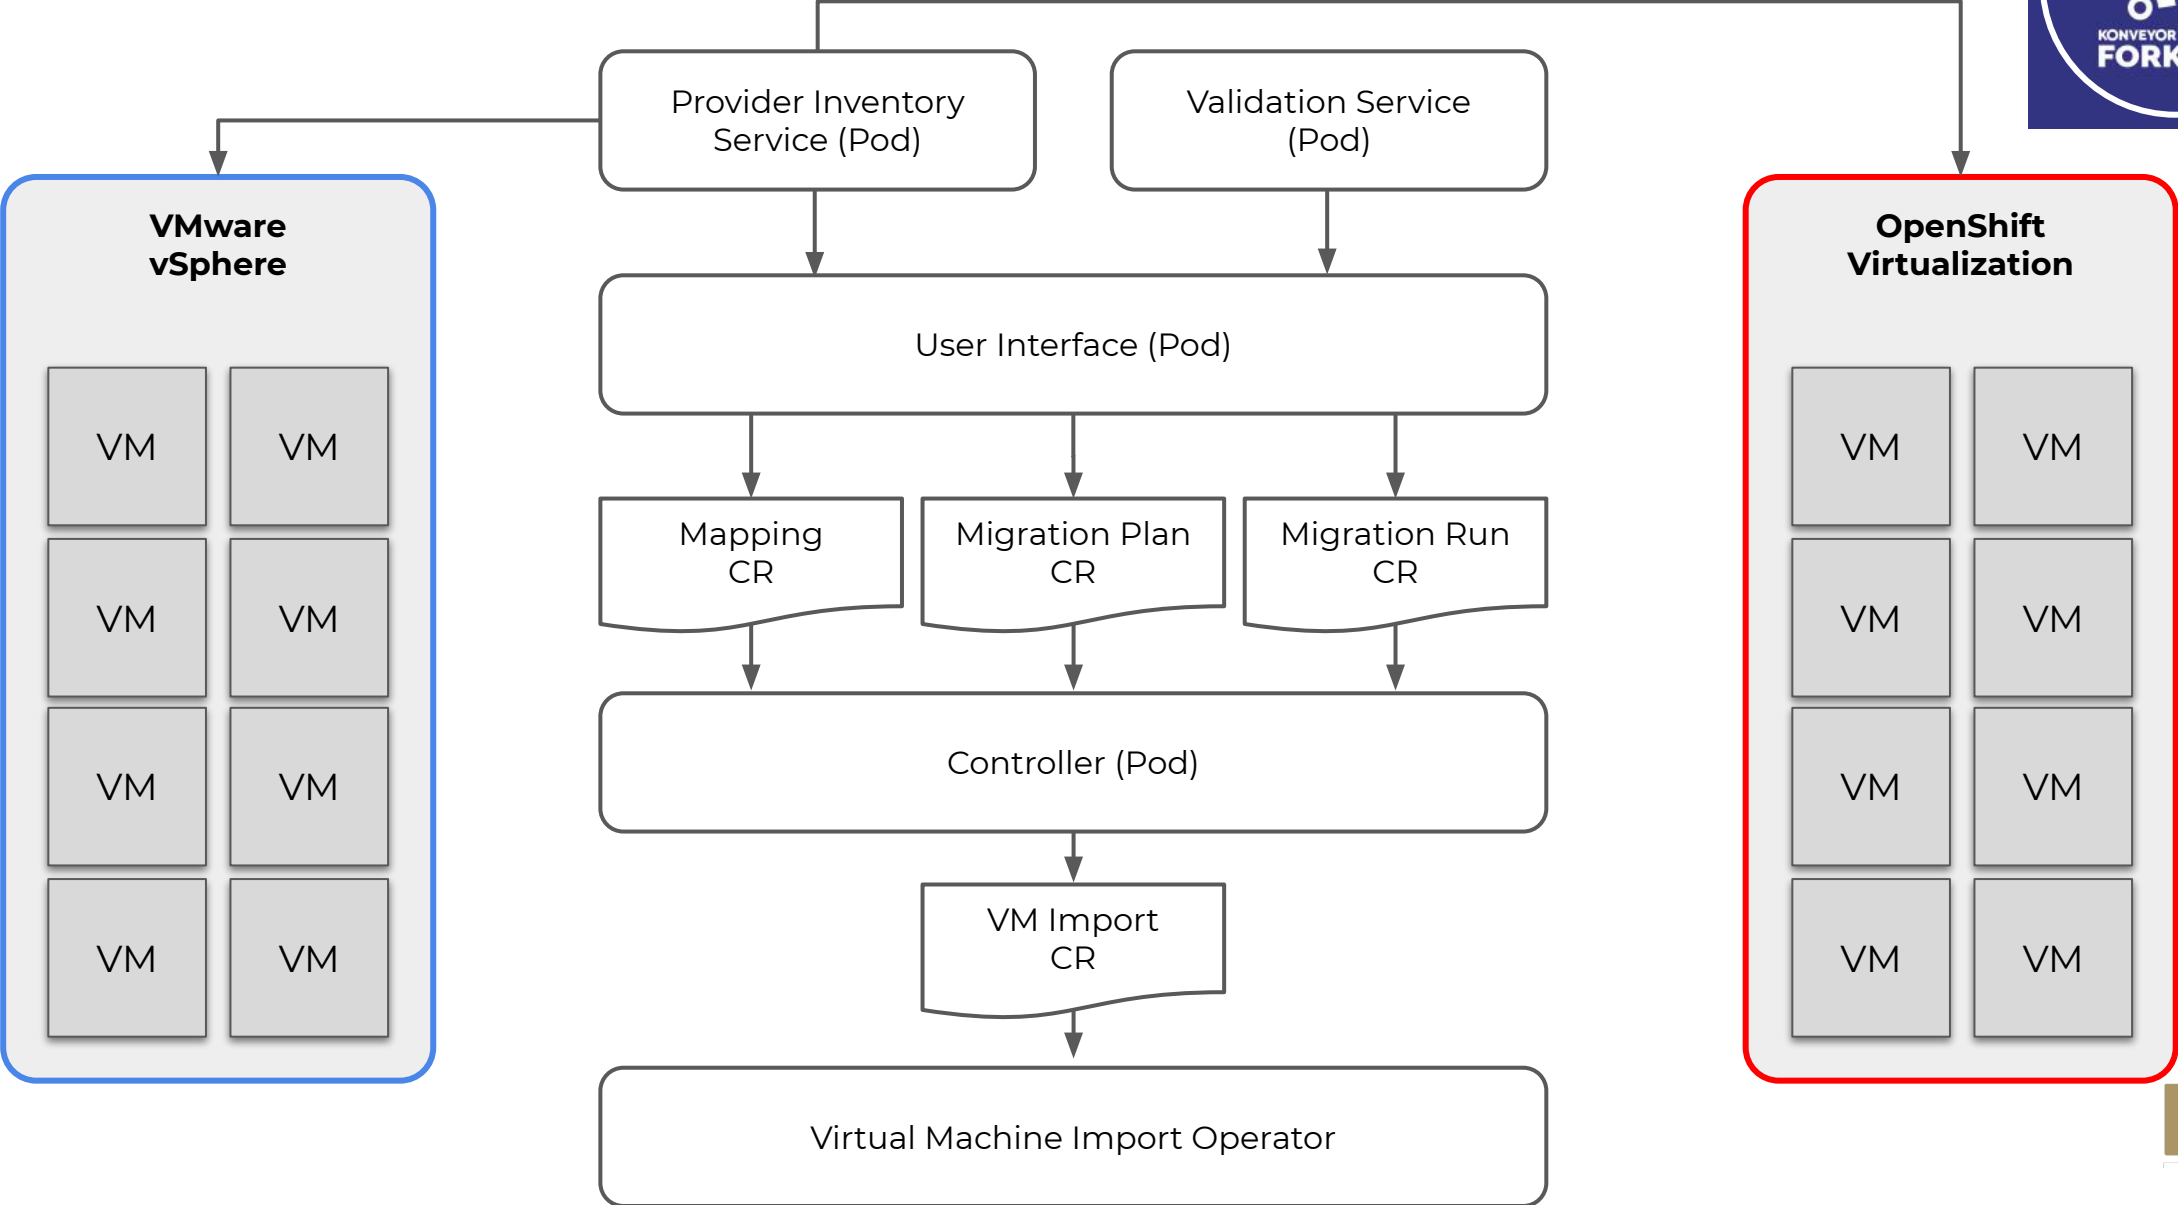 KONVEYOR
Provider Inventory
Service (Pod)
Validation Service
(Pod)
VMware
vSphere
OpenShift
Virtualization
User Interface (Pod)
VM
VM
VM
VM
VM
VM
VM
VM
Mapping
CR
Migration Plan
CR
Migration Run
CR
Controller (Pod)
VM Import
CR
Virtual Machine Import Operator
VM
VM
VM
VM
VM
VM
VM
VM